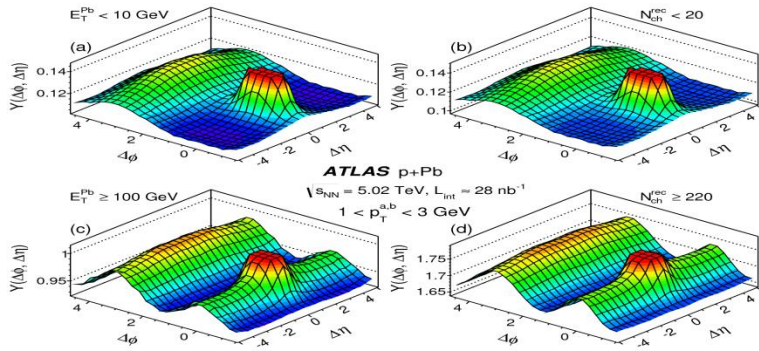 E_T^Pb < 10 GeV
N_ch^rec < 20
(a)
(b)
Y(Δϕ, Δη)
0.14
0.12
4
2
0
Δϕ
-4
-2
0
2
4
Δη
Y(Δϕ, Δη)
0.14
0.12
0.1
4
2
0
Δϕ
-4
-2
0
2
4
Δη
ATLAS p+Pb
√s_NN = 5.02 TeV, L_int ≈ 28 nb^-1
1 < p_T^a,b < 3 GeV
E_T^Pb ≥ 100 GeV
N_ch^rec ≥ 220
(c)
(d)
Y(Δϕ, Δη)
1
0.95
4
2
0
Δϕ
-4
-2
0
2
4
Δη
Y(Δϕ, Δη)
1.75
1.7
1.65
4
2
0
Δϕ
-4
-2
0
2
4
Δη